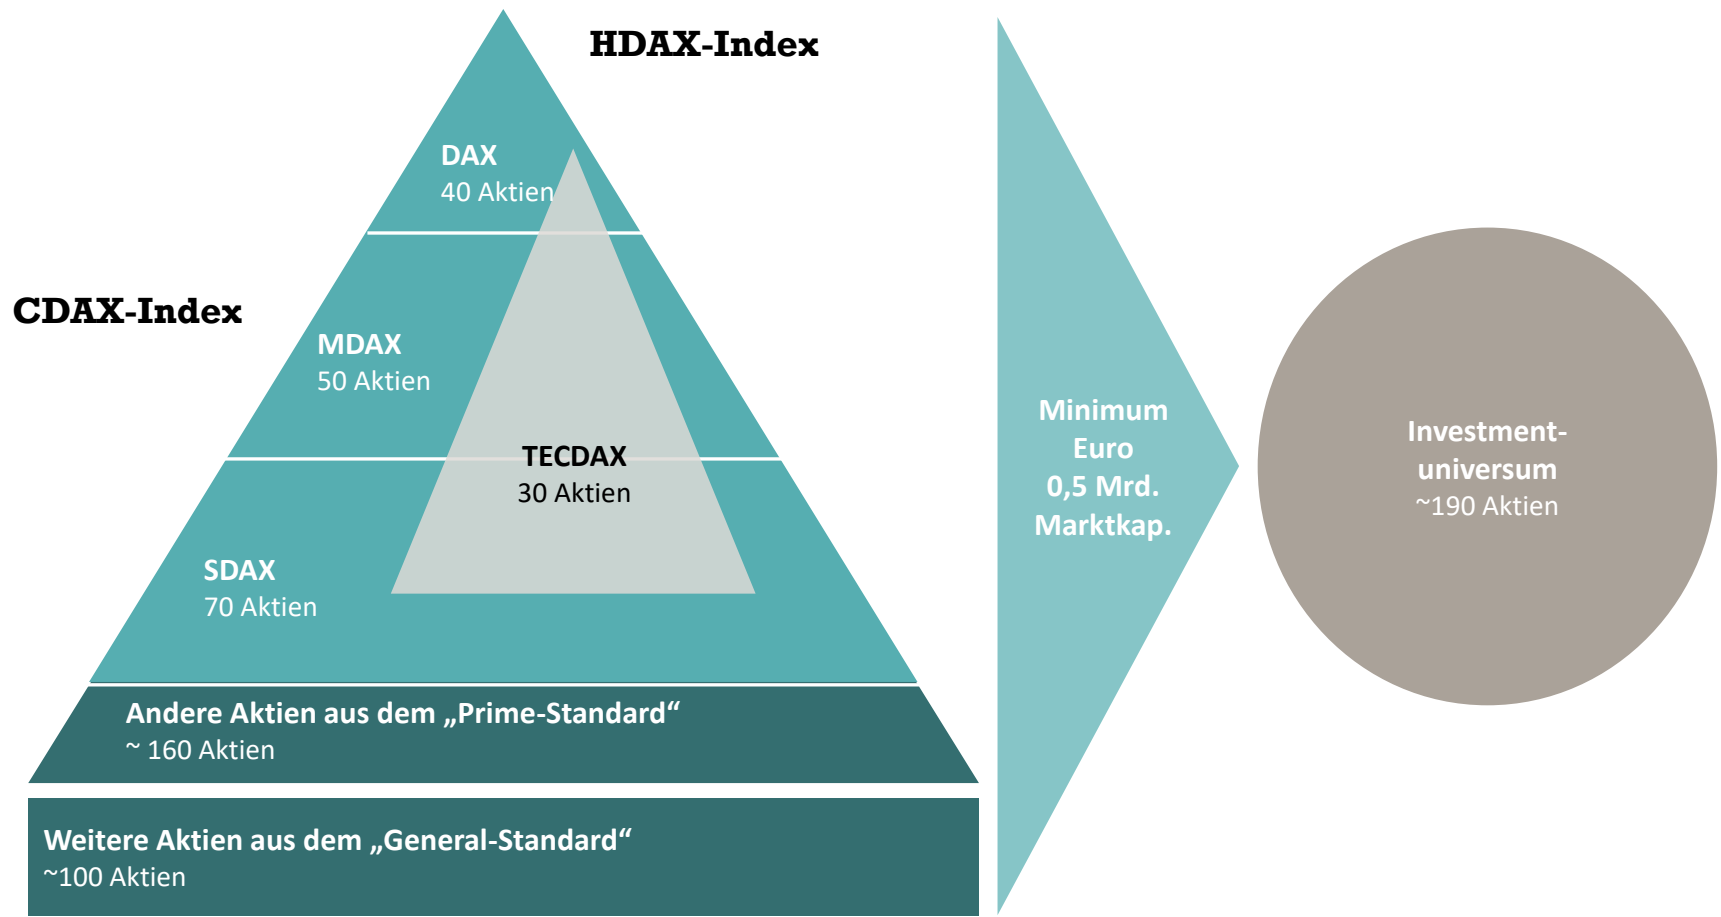 HDAX-Index
DAX
40 Aktien
CDAX-Index
MDAX
50 Aktien
TECDAX
30 Aktien
SDAX
70 Aktien
Andere Aktien aus dem „Prime-Standard“
~ 160 Aktien
Weitere Aktien aus dem „General-Standard“
~100 Aktien
Minimum
Euro
0,5 Mrd.
Marktkap.
Investment-
universum
~190 Aktien